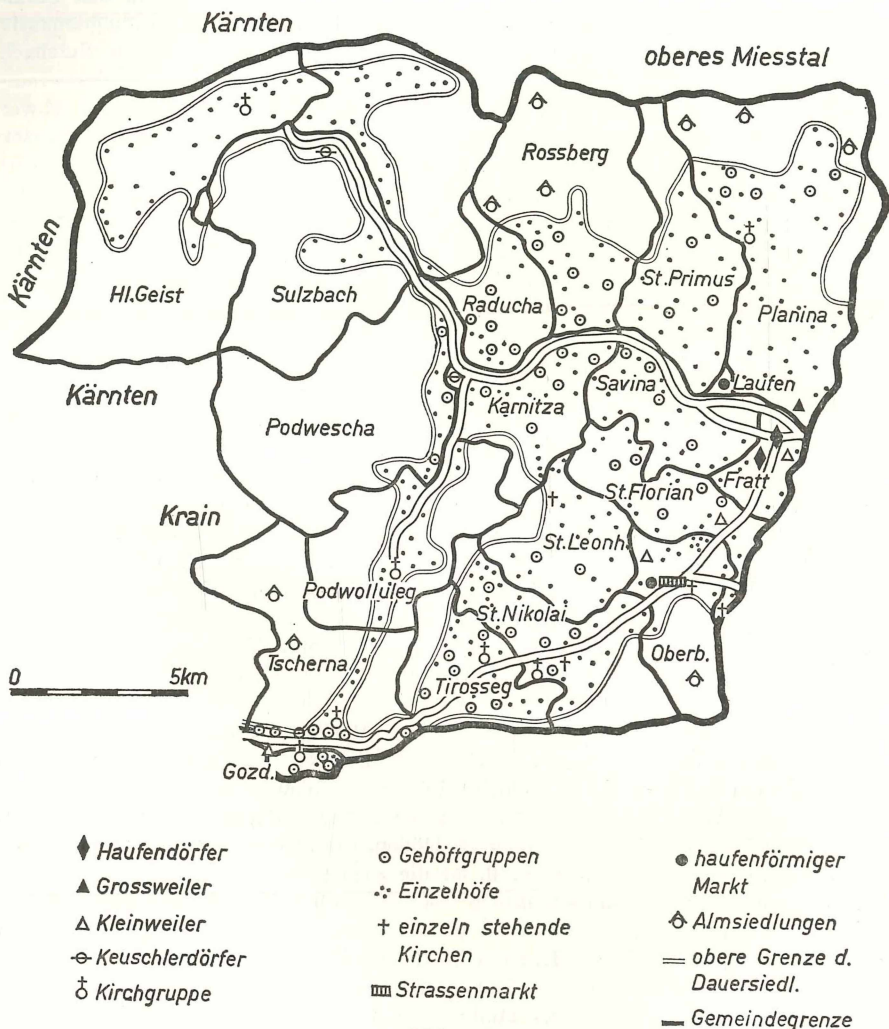 Kärnten
oberes Miesstal
Rossberg
Kärnten
Hl.Geist
Sulzbach
Raducha
St.Primus
Planina
Kärnten
Podwescha
Karnitza
Savina
Laufen
Krain
St.Florian
Fratt
St.Leonh.
Podwolluleg
St.Nikolai
Tscherna
Tirosseg
Oberb.
0 5km
Gozd.
Haufendörfer
Grossweiler
Kleinweiler
Keuschlerdörfer
Kirchgruppe
Gehöftgruppen
Einzelhöfe
einzeln stehende
Kirchen
Strassenmarkt
haufenförmiger
Markt
Almsiedlungen
obere Grenze d.
Dauersiedl.
Gemeindegrenze